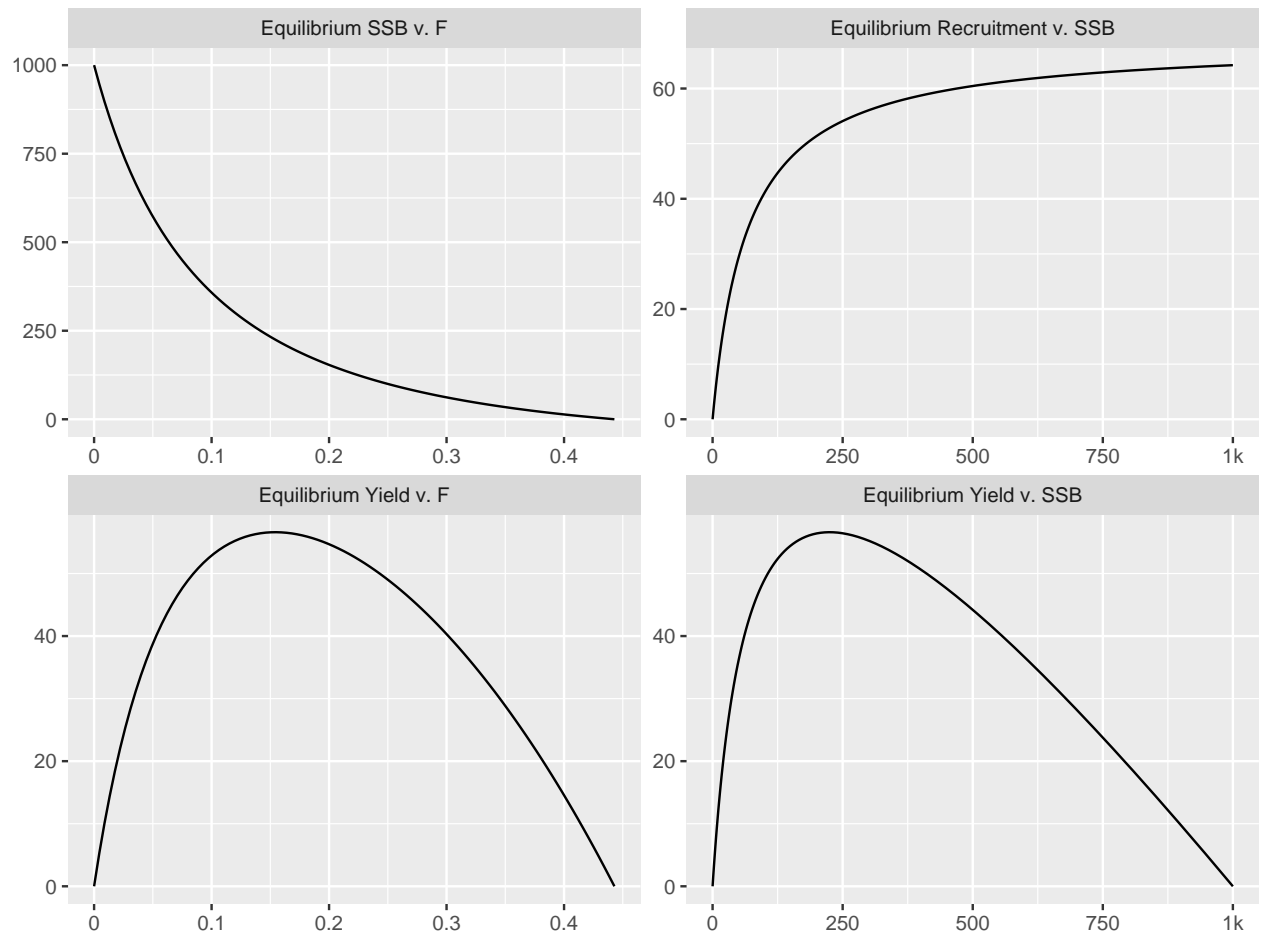 Equilibrium SSB v. F
1000
750
500
250
0
0 0.1 0.2 0.3 0.4
Equilibrium Recruitment v. SSB
60
40
20
0
0 250 500 750 1k
Equilibrium Yield v. F
40
20
0
0 0.1 0.2 0.3 0.4
Equilibrium Yield v. SSB
40
20
0
0 250 500 750 1k